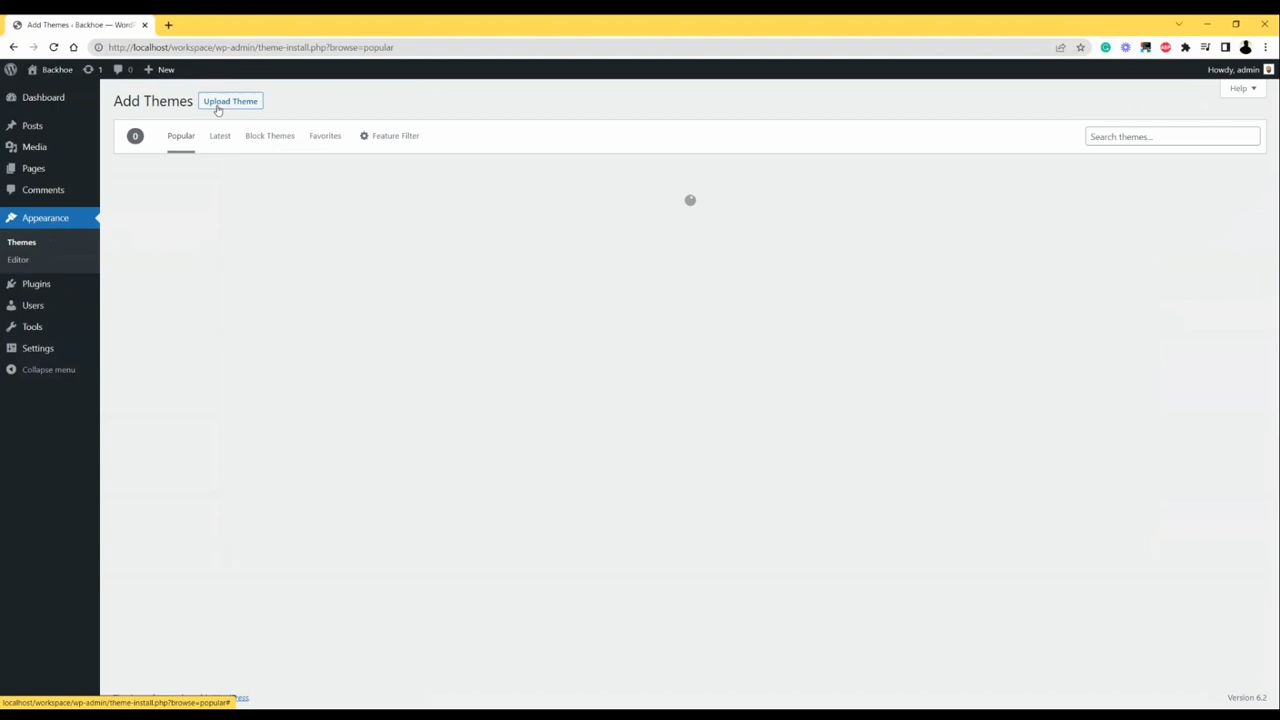 Add Themes ‹ Backhoe — WordP
http://localhost/workspace/wp-admin/theme-install.php?browse=popular
Backhoe 1 0 New Howdy, admin
Dashboard
Posts
Media
Pages
Comments
Appearance
Themes
Editor
Plugins
Users
Tools
Settings
Collapse menu
Add Themes Upload Theme Help
0 Popular Latest Block Themes Favorites Feature Filter Search themes...
Version 6.2
localhost/workspace/wp-admin/theme-install.php?browse=popular#